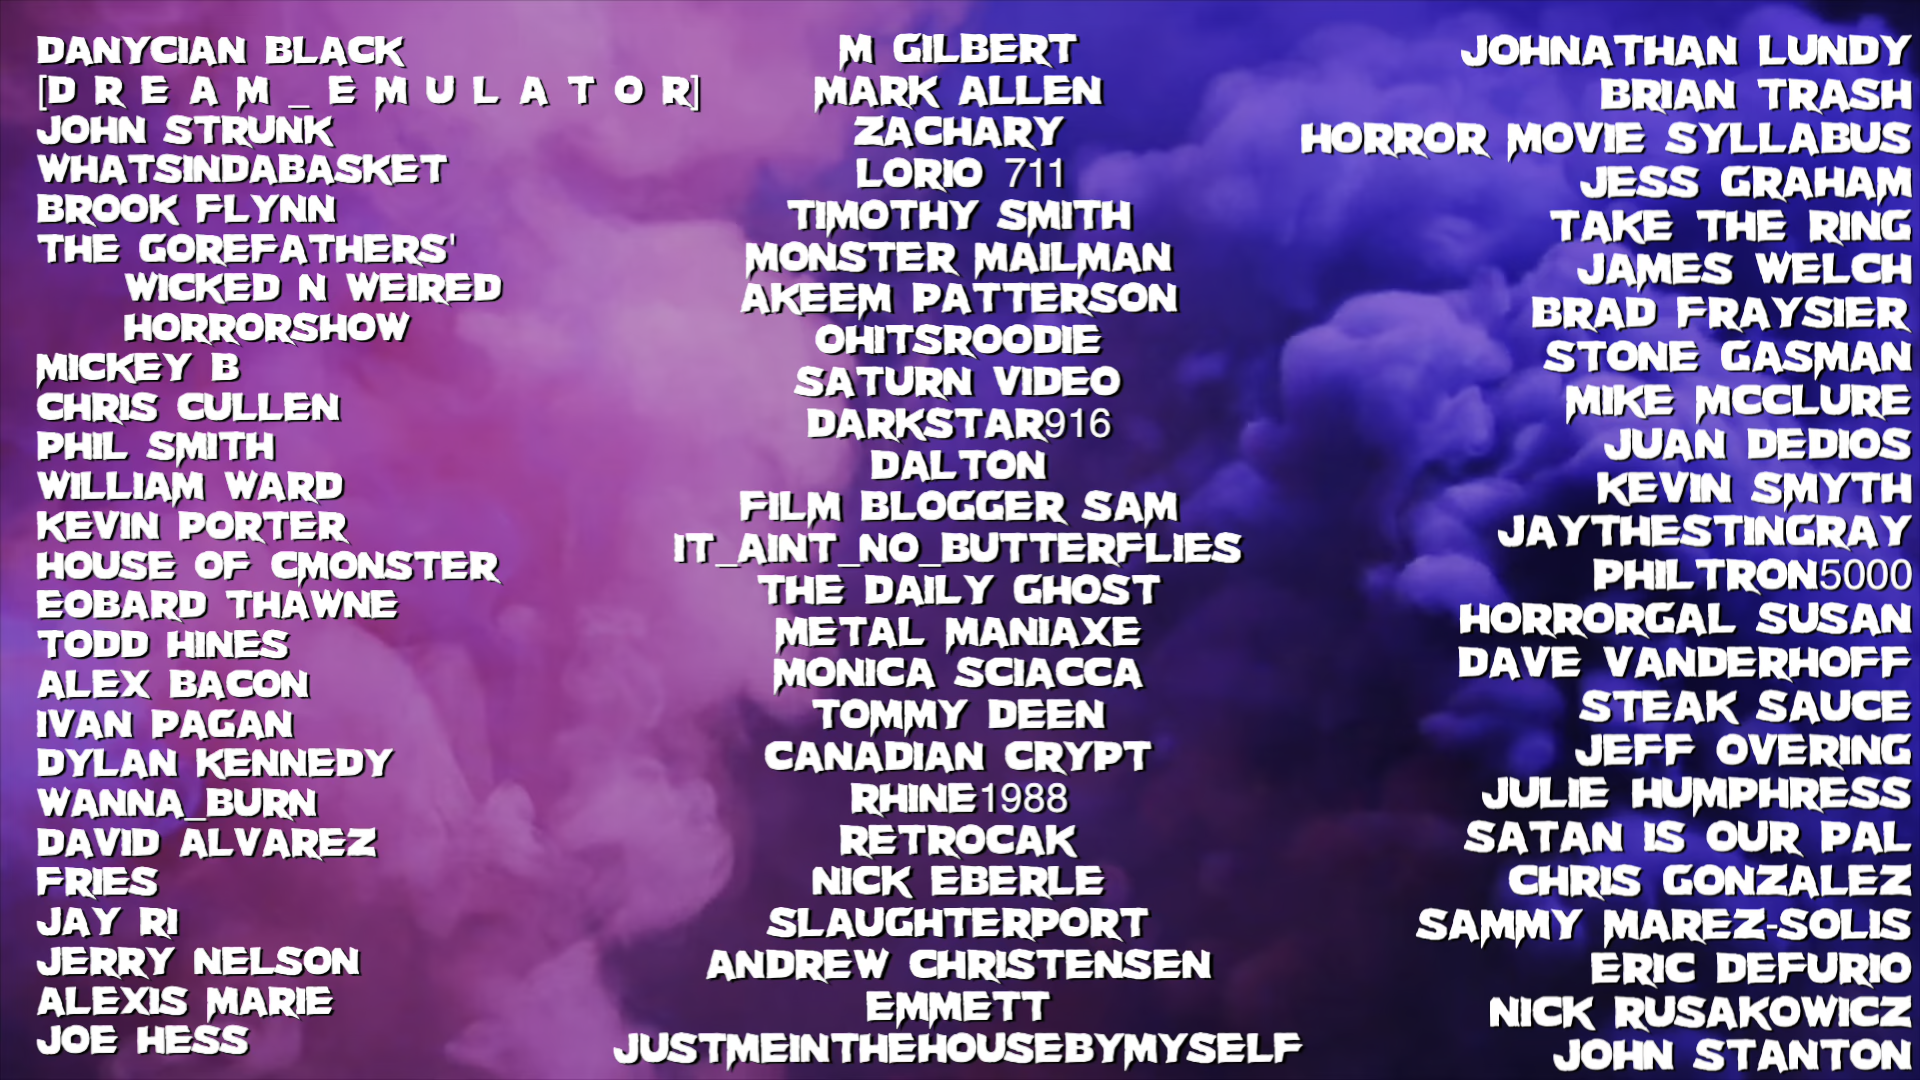 DANYCIAN BLACK
[D R E A M _ E M U L A T O R]
JOHN STRUNK
WHATSINDABASKET
BROOK FLYNN
THE GOREFATHERS'
WICKED N WEIRED
HORRORSHOW
MICKEY B
CHRIS CULLEN
PHIL SMITH
WILLIAM WARD
KEVIN PORTER
HOUSE OF CMONSTER
EOBARD THAWNE
TODD HINES
ALEX BACON
IVAN PAGAN
DYLAN KENNEDY
WANNA_BURN
DAVID ALVAREZ
FRIES
JAY RI
JERRY NELSON
ALEXIS MARIE
JOE HESS
M GILBERT
MARK ALLEN
ZACHARY
LORIO 711
TIMOTHY SMITH
MONSTER MAILMAN
AKEEM PATTERSON
OHITSROODIE
SATURN VIDEO
DARKSTAR916
DALTON
FILM BLOGGER SAM
IT_AINT_NO_BUTTERFLIES
THE DAILY GHOST
METAL MANIAXE
MONICA SCIACCA
TOMMY DEEN
CANADIAN CRYPT
RHINE1988
RETROCAK
NICK EBERLE
SLAUGHTERPORT
ANDREW CHRISTENSEN
EMMETT
JUSTMEINTHEHOUSEBYMYSELF
JOHNATHAN LUNDY
BRIAN TRASH
HORROR MOVIE SYLLABUS
JESS GRAHAM
TAKE THE RING
JAMES WELCH
BRAD FRAYSIER
STONE GASMAN
MIKE MCCLURE
JUAN DEDIOS
KEVIN SMYTH
JAYTHESTINGRAY
PHILTRON5000
HORRORGAL SUSAN
DAVE VANDERHOFF
STEAK SAUCE
JEFF OVERING
JULIE HUMPHRESS
SATAN IS OUR PAL
CHRIS GONZALEZ
SAMMY MAREZ-SOLIS
ERIC DEFURIO
NICK RUSAKOWICZ
JOHN STANTON